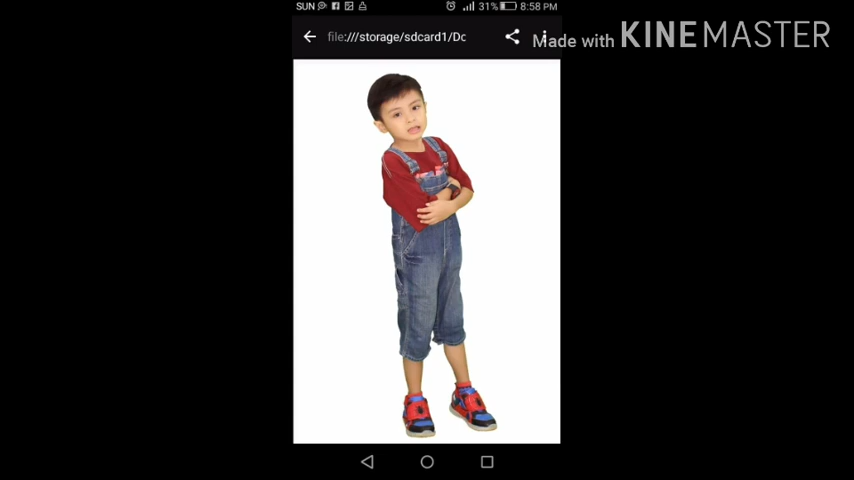 SUN 31% 8:58 PM
file:///storage/sdcard1/Dc
Made with KINEMASTER